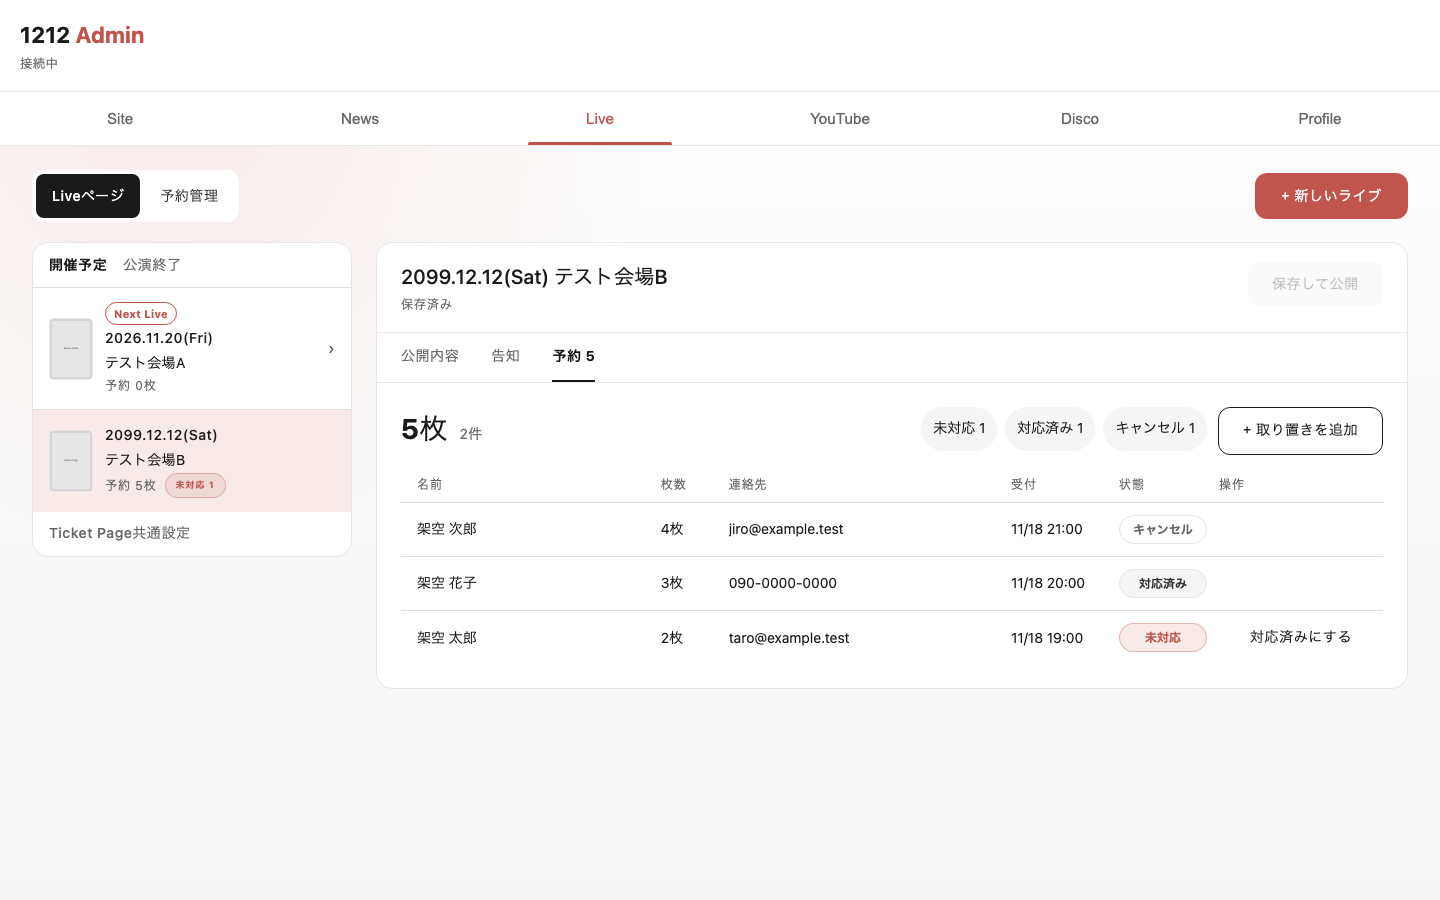 1212 Admin
接続中
Site
News
Live
YouTube
Disco
Profile
Liveページ
予約管理
+ 新しいライブ
開催予定
公演終了
Next Live
2026.11.20(Fri)
テスト会場A
予約 0枚
›
2099.12.12(Sat)
テスト会場B
予約 5枚
未対応 1
Ticket Page共通設定
2099.12.12(Sat) テスト会場B
保存済み
保存して公開
公開内容
告知
予約 5
5枚 2件
未対応 1
対応済み 1
キャンセル 1
+ 取り置きを追加
名前 枚数 連絡先 受付 状態 操作
架空 次郎 4枚 jiro@example.test 11/18 21:00 キャンセル
架空 花子 3枚 090-0000-0000 11/18 20:00 対応済み
架空 太郎 2枚 taro@example.test 11/18 19:00 未対応 対応済みにする